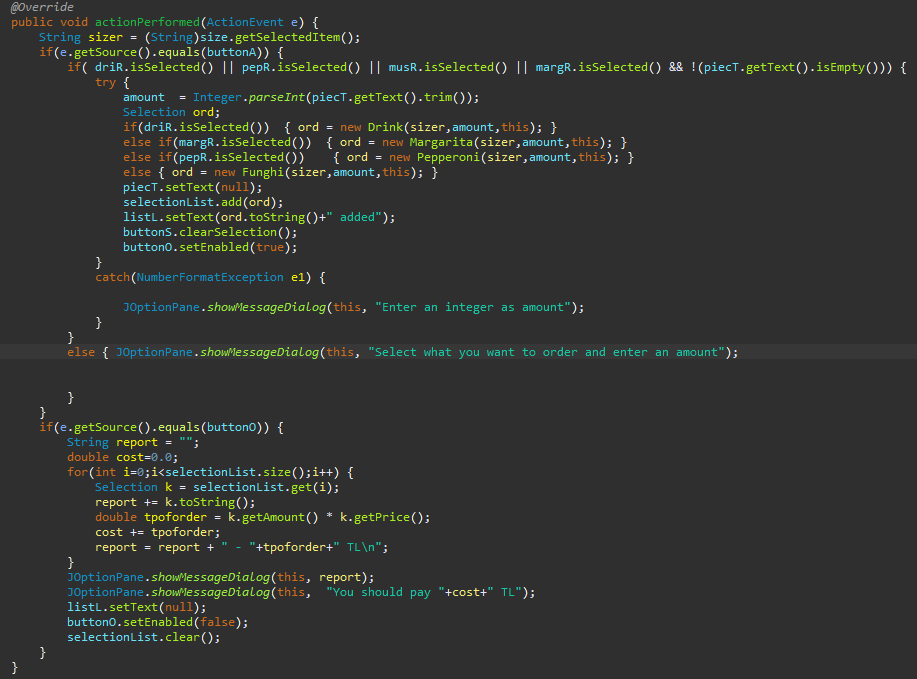 @Override
public void actionPerformed(ActionEvent e) {
String sizer = (String)size.getSelectedItem();
if(e.getSource().equals(buttonA)) {
if( driR.isSelected() || pepR.isSelected() || musR.isSelected() || margR.isSelected() && !(piecT.getText().isEmpty())) {
try {
amount  = Integer.parseInt(piecT.getText().trim());
Selection ord;
if(driR.isSelected())  { ord = new Drink(sizer,amount,this); }
else if(margR.isSelected())  { ord = new Margarita(sizer,amount,this); }
else if(pepR.isSelected())    { ord = new Pepperoni(sizer,amount,this); }
else { ord = new Funghi(sizer,amount,this); }
piecT.setText(null);
selectionList.add(ord);
listL.setText(ord.toString()+" added");
buttonS.clearSelection();
buttonO.setEnabled(true);
}
catch(NumberFormatException e1) {
JOptionPane.showMessageDialog(this, "Enter an integer as amount");
}
}
else { JOptionPane.showMessageDialog(this, "Select what you want to order and enter an amount");
}
}
if(e.getSource().equals(buttonO)) {
String report = "";
double cost=0.0;
for(int i=0;i<selectionList.size();i++) {
Selection k = selectionList.get(i);
report += k.toString();
double tpoforder = k.getAmount() * k.getPrice();
cost += tpoforder;
report = report + " - "+tpoforder+" TL\n";
}
JOptionPane.showMessageDialog(this, report);
JOptionPane.showMessageDialog(this,  "You should pay "+cost+" TL");
listL.setText(null);
buttonO.setEnabled(false);
selectionList.clear();
}
}